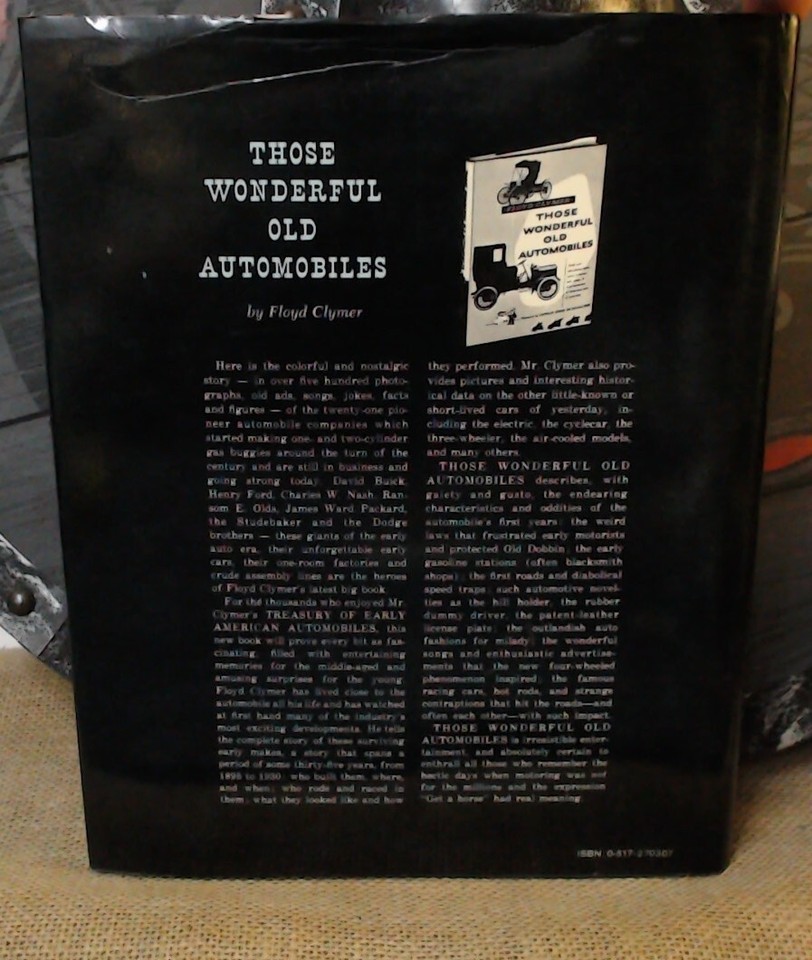 THOSE
WONDERFUL
OLD
AUTOMOBILES
by Floyd Clymer
FLOYD CLYMER
THOSE
WONDERFUL
OLD
AUTOMOBILES
Here is the colorful and nostalgic
story — in over five hundred photo-
graphs, old ads, songs, jokes, facts
and figures — of the twenty-one pio-
neer automobile companies which
started making one- and two-cylinder
gas buggies around the turn of the
century and are still in business and
going strong today. David Buick,
Henry Ford, Charles W. Nash, Ran-
som E. Olds, James Ward Packard,
the Studebaker and the Dodge
brothers — these giants of the early
auto era, their unforgettable early
cars, their one-room factories and
crude assembly lines are the heroes
of Floyd Clymer's latest big book.
For the thousands who enjoyed Mr.
Clymer's TREASURY OF EARLY
AMERICAN AUTOMOBILES, this
new book will prove every bit as fas-
cinating, filled with entertaining
memories for the middle-aged and
amusing surprises for the young.
Floyd Clymer has lived close to the
automobile all his life and has watched
at first hand many of the industry's
most exciting developments. He tells
the complete story of these surviving
early makes, a story that spans a
period of some thirty-five years, from
1895 to 1930: who built them, where,
and when; who rode and raced in
them; what they looked like and how
they performed. Mr. Clymer also pro-
vides pictures and interesting histor-
ical data on the other little-known or
short-lived cars of yesterday, in-
cluding the electric, the cyclecar, the
three-wheeler, the air-cooled models,
and many others.
THOSE WONDERFUL OLD
AUTOMOBILES describes, with
gaiety and gusto, the endearing
characteristics and oddities of the
automobile's first years: the weird
laws that frustrated early motorists
and protected Old Dobbin; the early
gasoline stations (often blacksmith
shops); the first roads and diabolical
speed traps; such automotive novel-
ties as the hill holder, the rubber
dummy driver, the patent-leather
license plate; the outlandish auto
fashions for milady; the wonderful
songs and enthusiastic advertise-
ments that the new four-wheeled
phenomenon inspired; the famous
racing cars, hot rods, and strange
contraptions that hit the roads—and
often each other—with such impact.
THOSE WONDERFUL OLD
AUTOMOBILES is irresistible enter-
tainment, and absolutely certain to
enthrall all those who remember the
hectic days when motoring was not
for the millions and the expression
"Get a horse" had real meaning.
ISBN: 0-517-270307